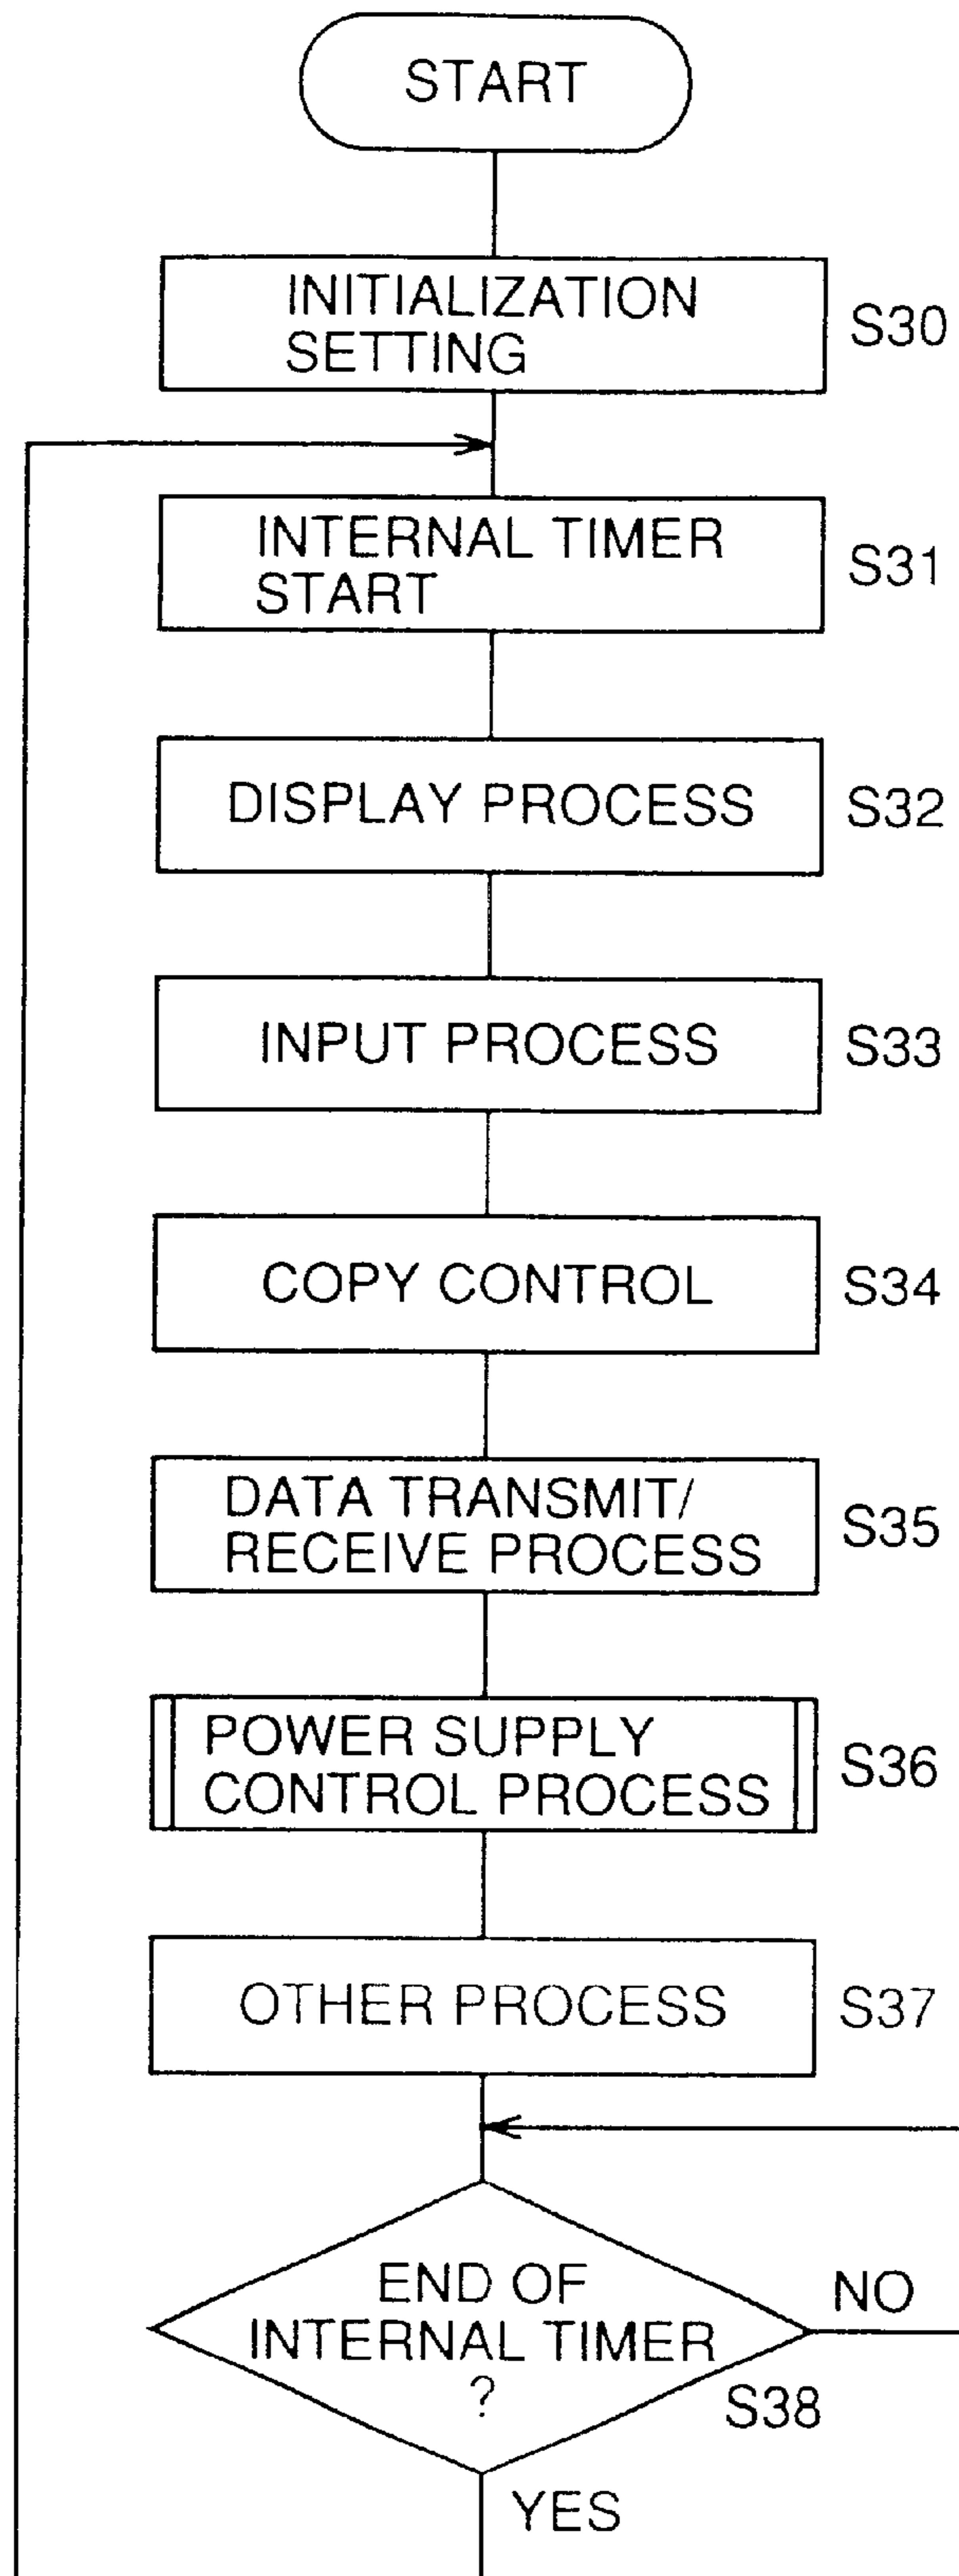 START
INITIALIZATION
SETTING
S30
INTERNAL TIMER
START
S31
DISPLAY PROCESS
S32
INPUT PROCESS
S33
COPY CONTROL
S34
DATA TRANSMIT/
RECEIVE PROCESS
S35
POWER SUPPLY
CONTROL PROCESS
S36
OTHER PROCESS
S37
END OF
INTERNAL TIMER
?
NO
S38
YES